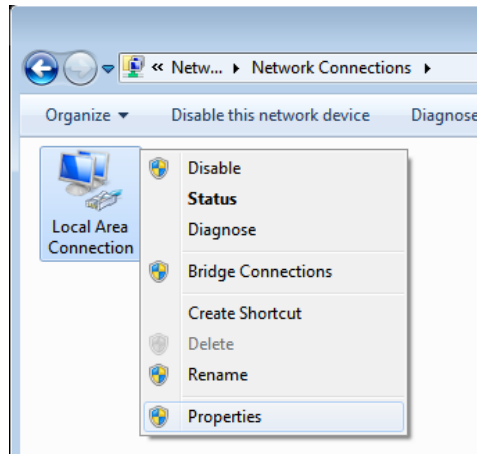 « Netw... Network Connections
Organize Disable this network device Diagnose
Local Area
Connection
Disable
Status
Diagnose
Bridge Connections
Create Shortcut
Delete
Rename
Properties